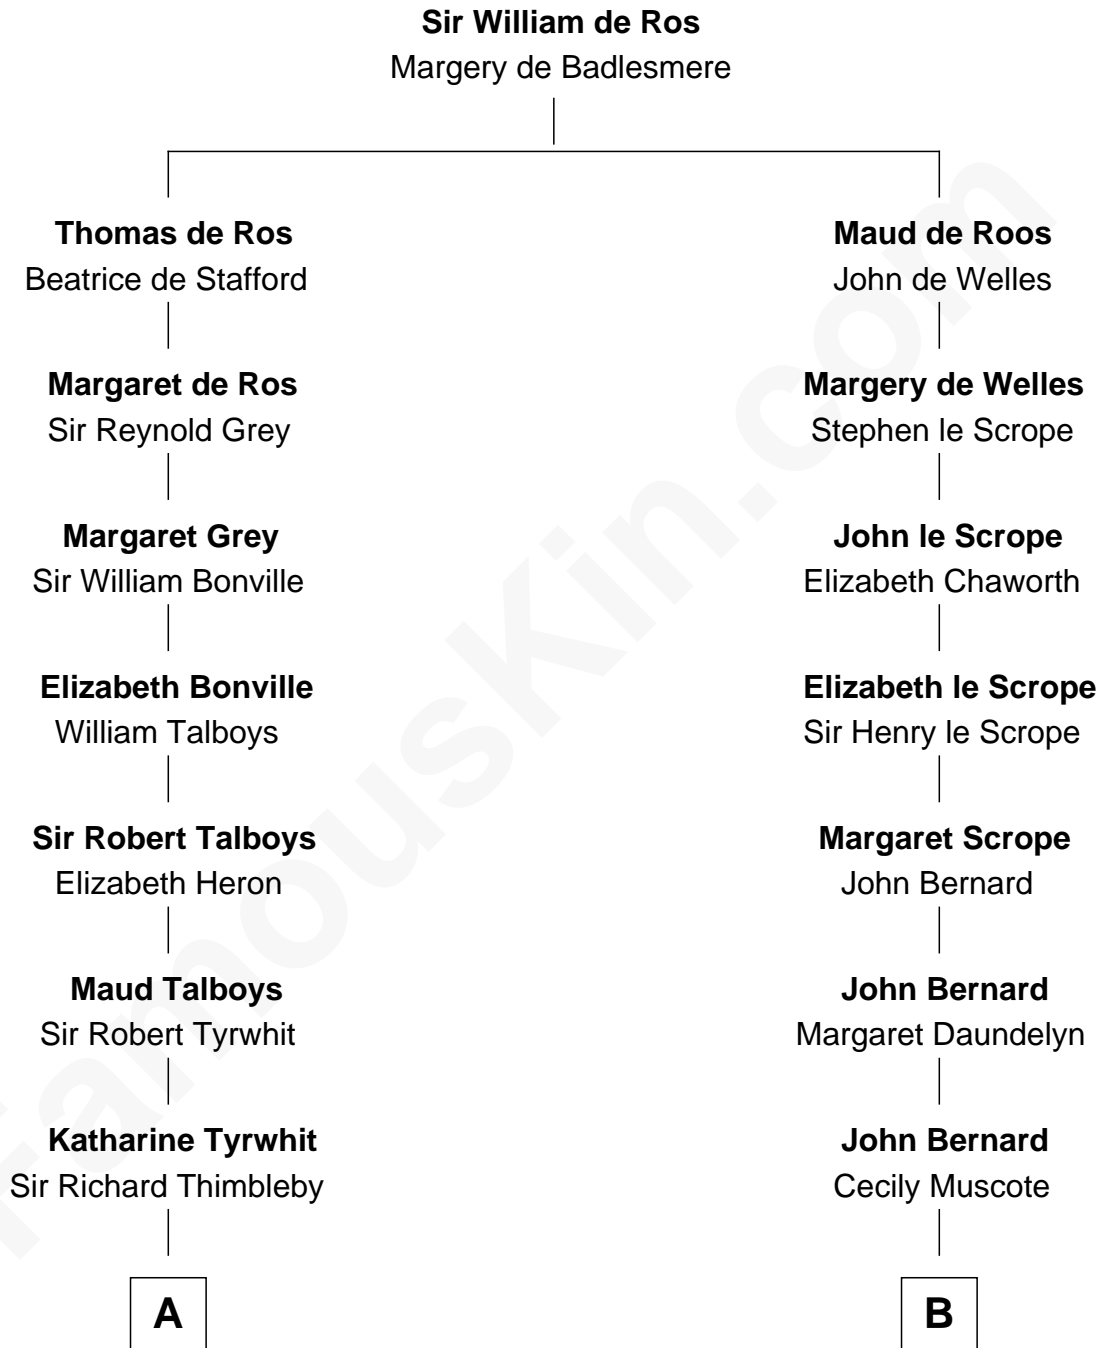 Sir William de Ros
Margery de Badlesmere
Thomas de Ros
Beatrice de Stafford
Maud de Roos
John de Welles
Margaret de Ros
Sir Reynold Grey
Margery de Welles
Stephen le Scrope
Margaret Grey
Sir William Bonville
John le Scrope
Elizabeth Chaworth
Elizabeth Bonville
William Talboys
Elizabeth le Scrope
Sir Henry le Scrope
Sir Robert Talboys
Elizabeth Heron
Margaret Scrope
John Bernard
Maud Talboys
Sir Robert Tyrwhit
John Bernard
Margaret Daundelyn
Katharine Tyrwhit
Sir Richard Thimbleby
John Bernard
Cecily Muscote
A
B
FamousKin.com